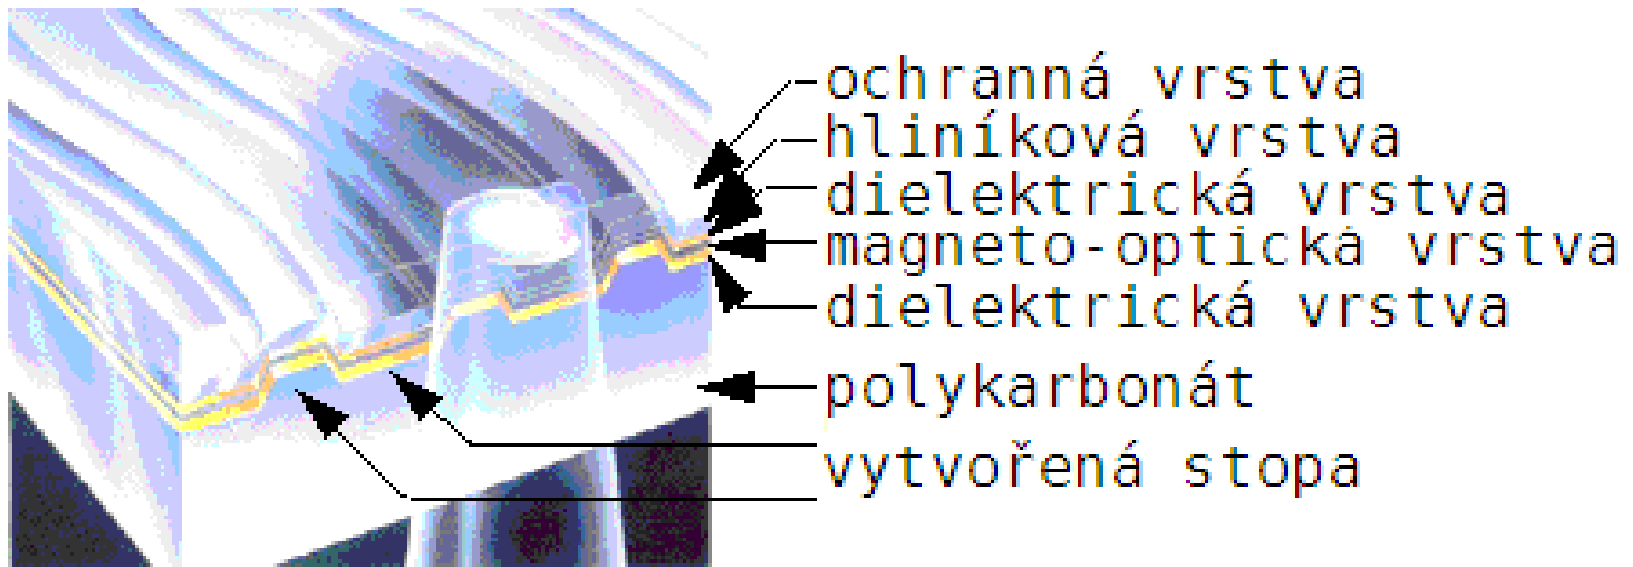 ochranná vrstva
hliníková vrstva
dielektrická vrstva
magneto-optická vrstva
dielektrická vrstva
polykarbonát
vytvořená stopa